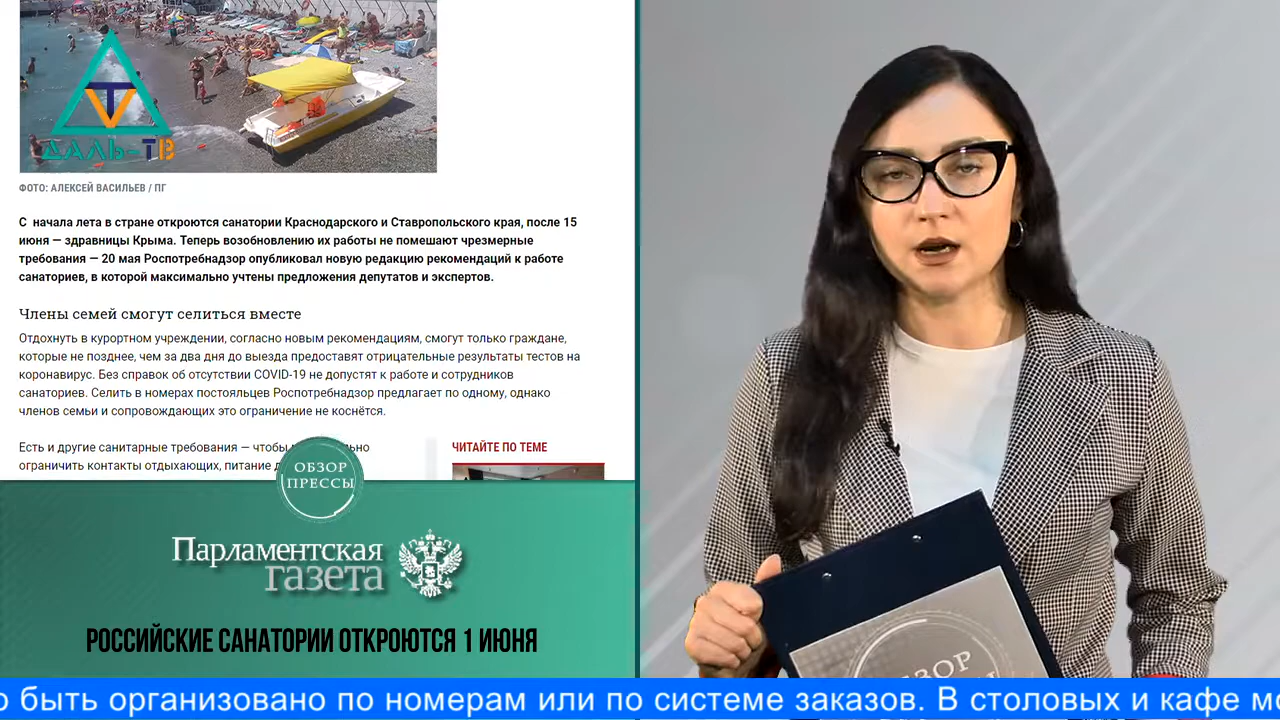 ДАЛЬ-ТВ
ФОТО: АЛЕКСЕЙ ВАСИЛЬЕВ / ПГ
С начала лета в стране откроются санатории Краснодарского и Ставропольского края, после 15
июня — здравницы Крыма. Теперь возобновлению их работы не помешают чрезмерные
требования — 20 мая Роспотребнадзор опубликовал новую редакцию рекомендаций к работе
санаториев, в которой максимально учтены предложения депутатов и экспертов.
Члены семей смогут селиться вместе
Отдохнуть в курортном учреждении, согласно новым рекомендациям, смогут только граждане,
которые не позднее, чем за два дня до выезда предоставят отрицательные результаты тестов на
коронавирус. Без справок об отсутствии COVID-19 не допустят к работе и сотрудников
санаториев. Селить в номерах постояльцев Роспотребнадзор предлагает по одному, однако
членов семьи и сопровождающих это ограничение не коснётся.
Есть и другие санитарные требования — чтобы
ограничить контакты отдыхающих, питание
ЧИТАЙТЕ ПО ТЕМЕ
ОБЗОР
ПРЕССЫ
Парламентская
газета
РОССИЙСКИЕ САНАТОРИИ ОТКРОЮТСЯ 1 ИЮНЯ
о быть организовано по номерам или по системе заказов. В столовых и кафе мо